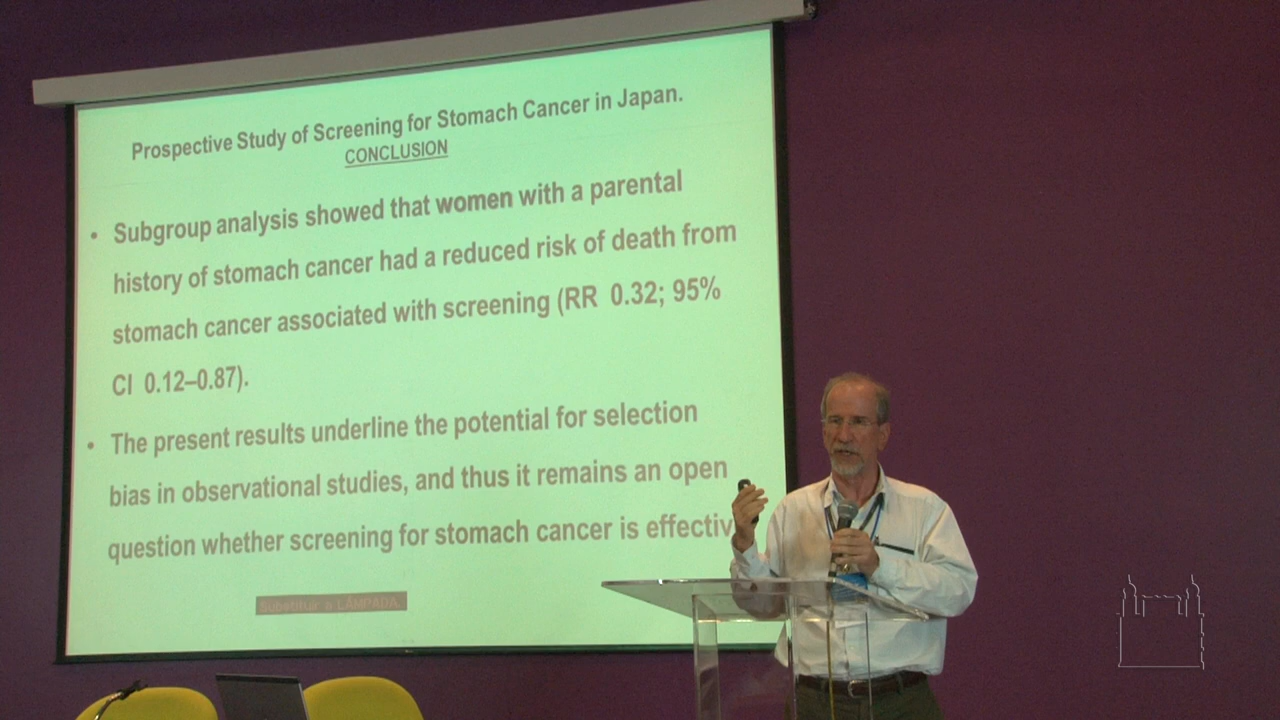 Prospective Study of Screening for Stomach Cancer in Japan.
CONCLUSION
• Subgroup analysis showed that women with a parental
history of stomach cancer had a reduced risk of death from
stomach cancer associated with screening (RR 0.32; 95%
CI 0.12–0.87).
• The present results underline the potential for selection
bias in observational studies, and thus it remains an open
question whether screening for stomach cancer is effectiv
Substituir a LÂMPADA.